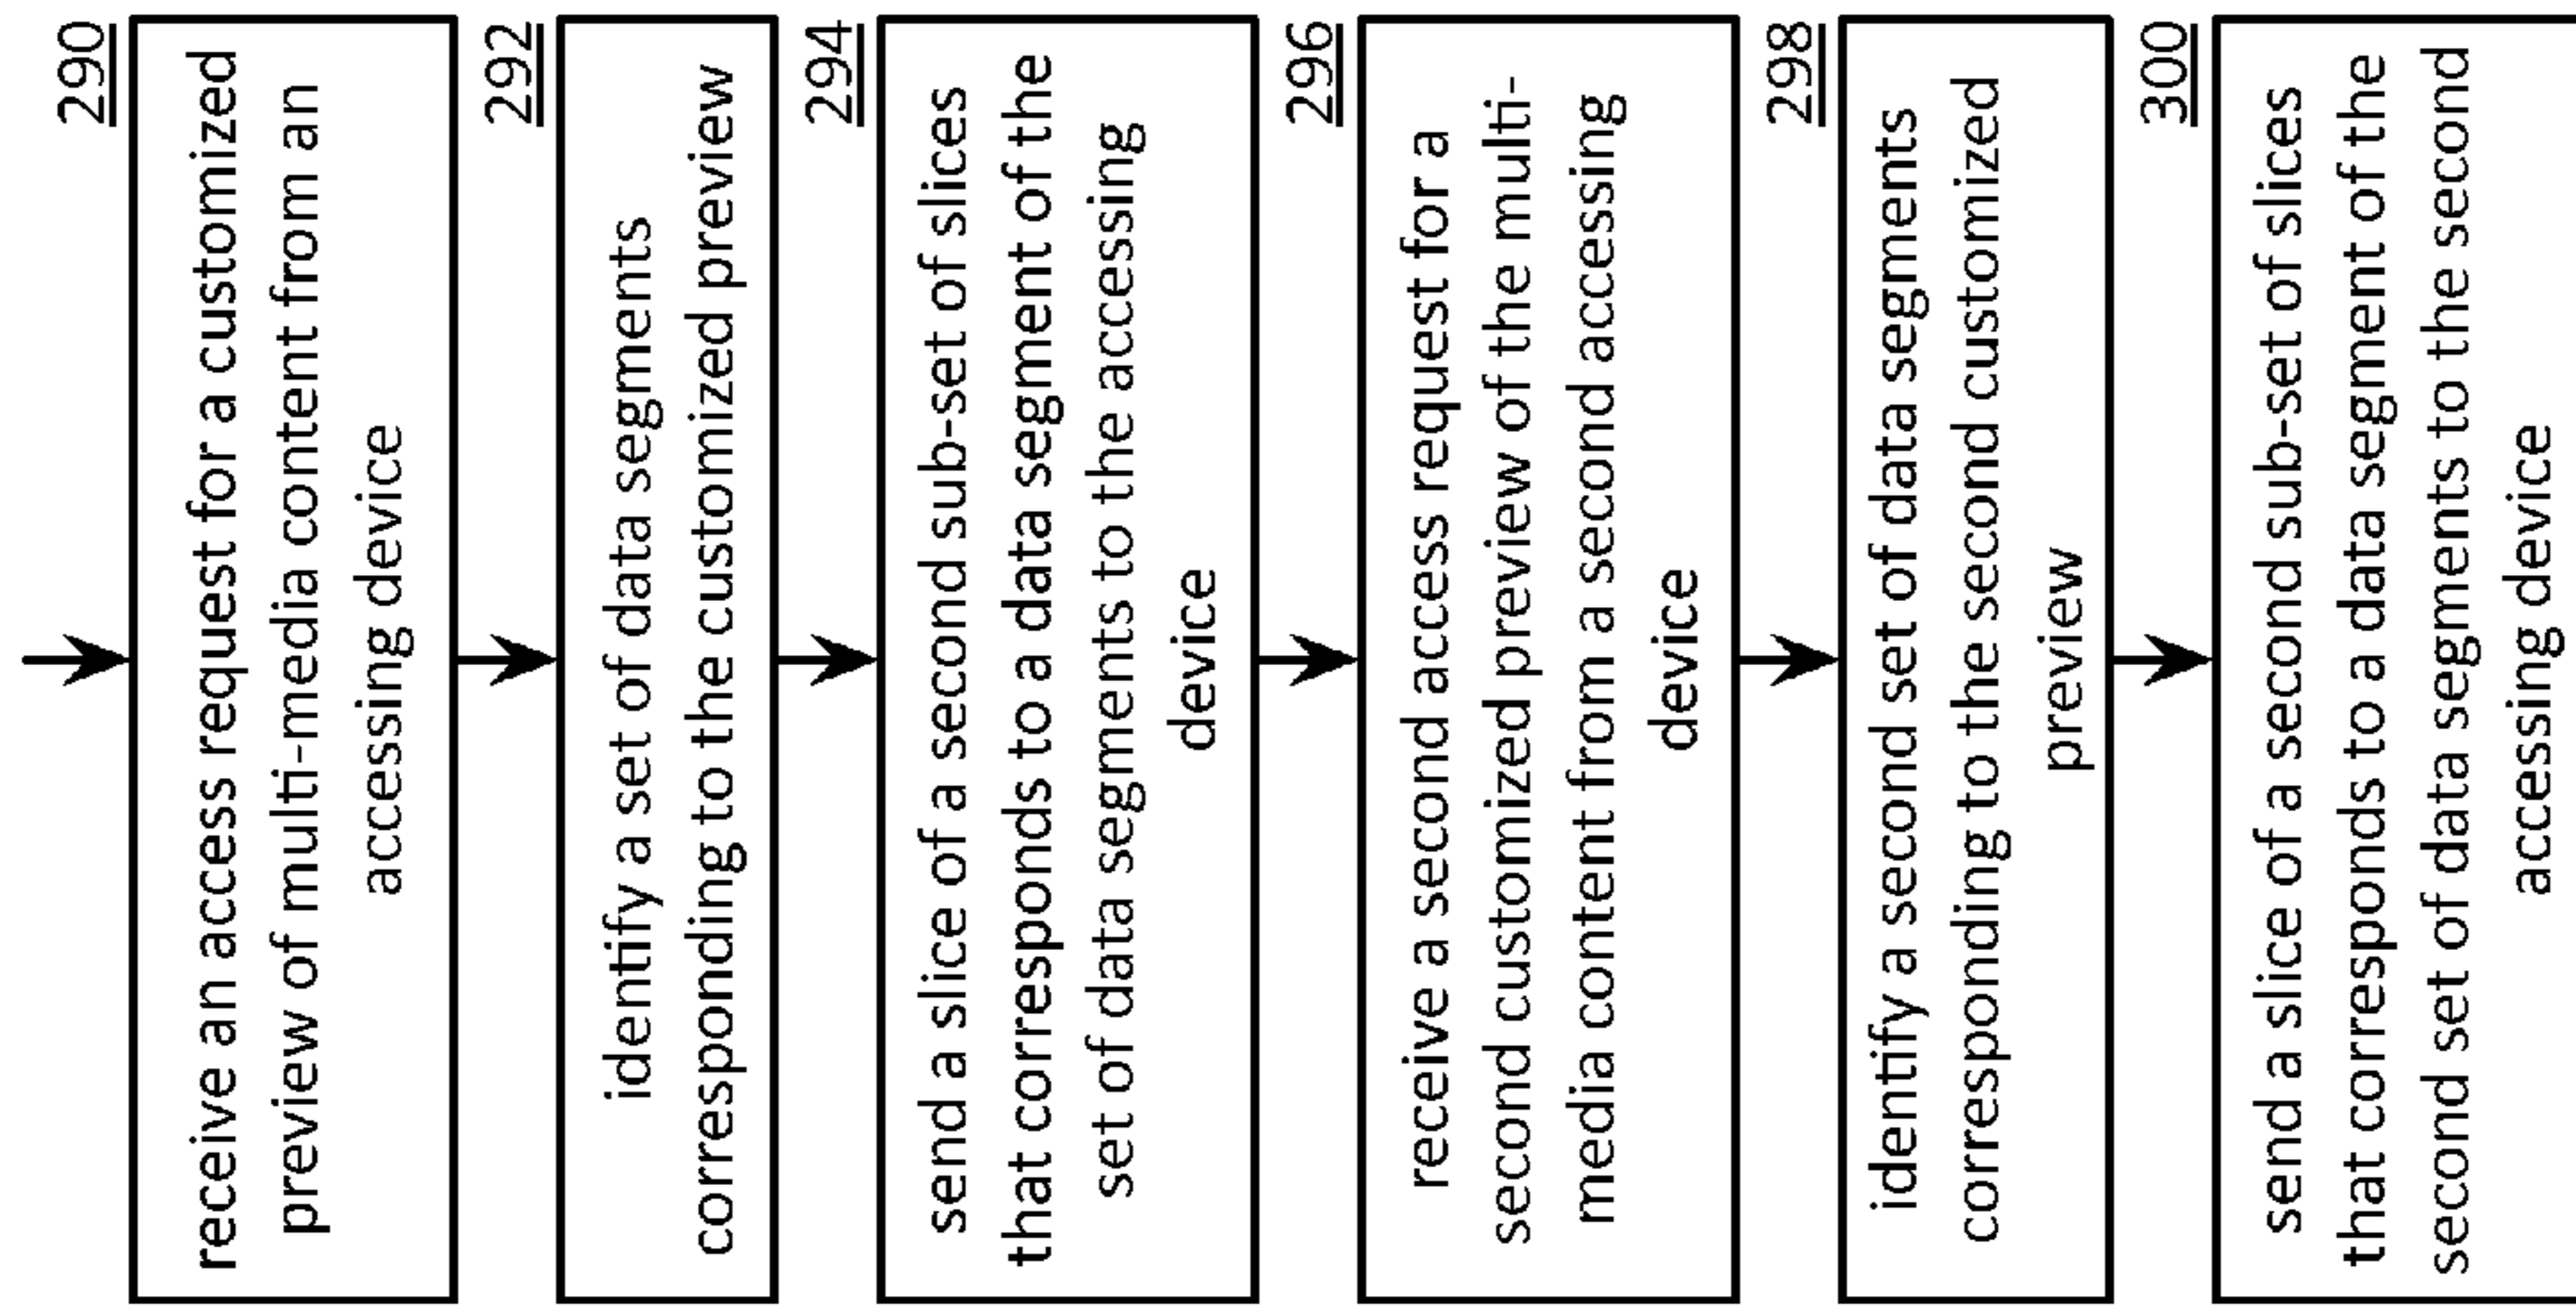 290
receive an access request for a customized
preview of multi-media content from an
accessing device
292
identify a set of data segments
corresponding to the customized preview
294
send a slice of a second sub-set of slices
that corresponds to a data segment of the
set of data segments to the accessing
device
296
receive a second access request for a
second customized preview of the multi-
media content from a second accessing
device
298
identify a second set of data segments
corresponding to the second customized
preview
300
send a slice of a second sub-set of slices
that corresponds to a data segment of the
second set of data segments to the second
accessing device